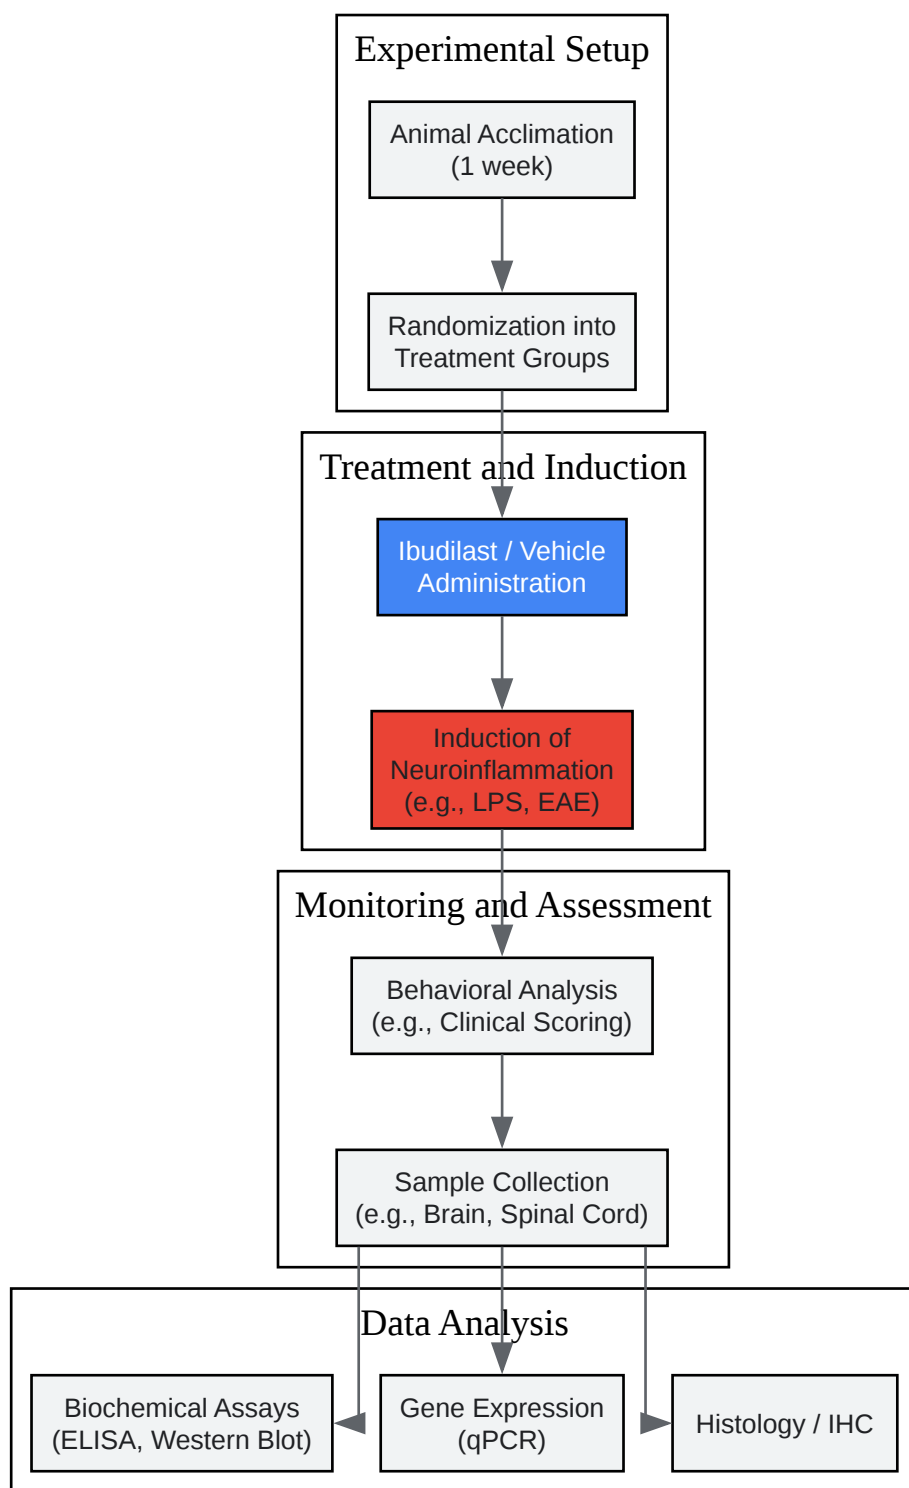 Experimental Setup
Animal Acclimation
(1 week)
Randomization into
Treatment Groups
Treatment and Induction
Ibudilast / Vehicle
Administration
Induction of
Neuroinflammation
(e.g., LPS, EAE)
Monitoring and Assessment
Behavioral Analysis
(e.g., Clinical Scoring)
Sample Collection
(e.g., Brain, Spinal Cord)
Data Analysis
Biochemical Assays
(ELISA, Western Blot)
Gene Expression
(qPCR)
Histology / IHC